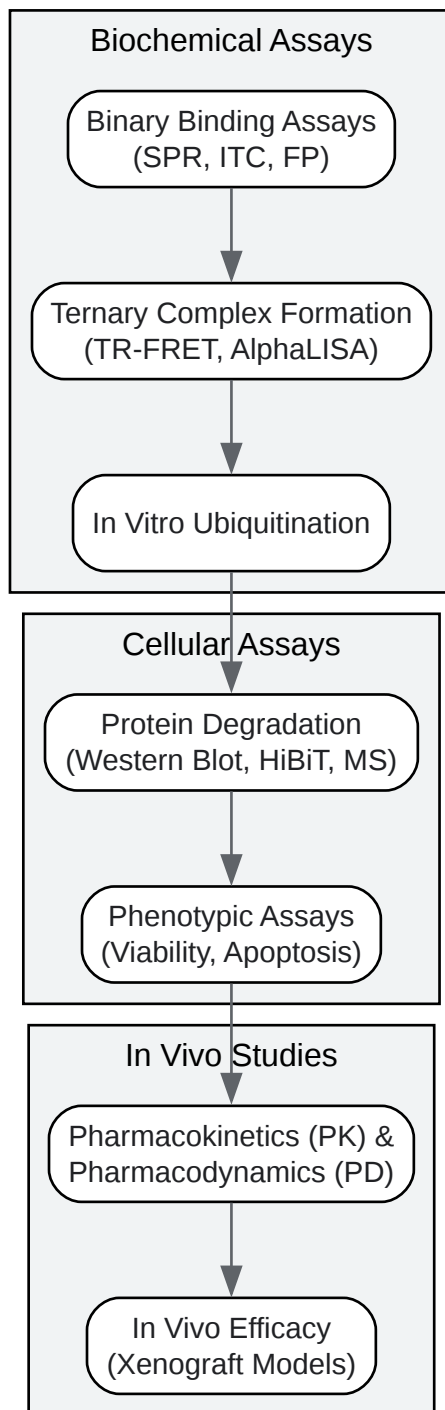 Biochemical Assays
Binary Binding Assays
(SPR, ITC, FP)
Ternary Complex Formation
(TR-FRET, AlphaLISA)
In Vitro Ubiquitination
Cellular Assays
Protein Degradation
(Western Blot, HiBiT, MS)
Phenotypic Assays
(Viability, Apoptosis)
In Vivo Studies
Pharmacokinetics (PK) &
Pharmacodynamics (PD)
In Vivo Efficacy
(Xenograft Models)